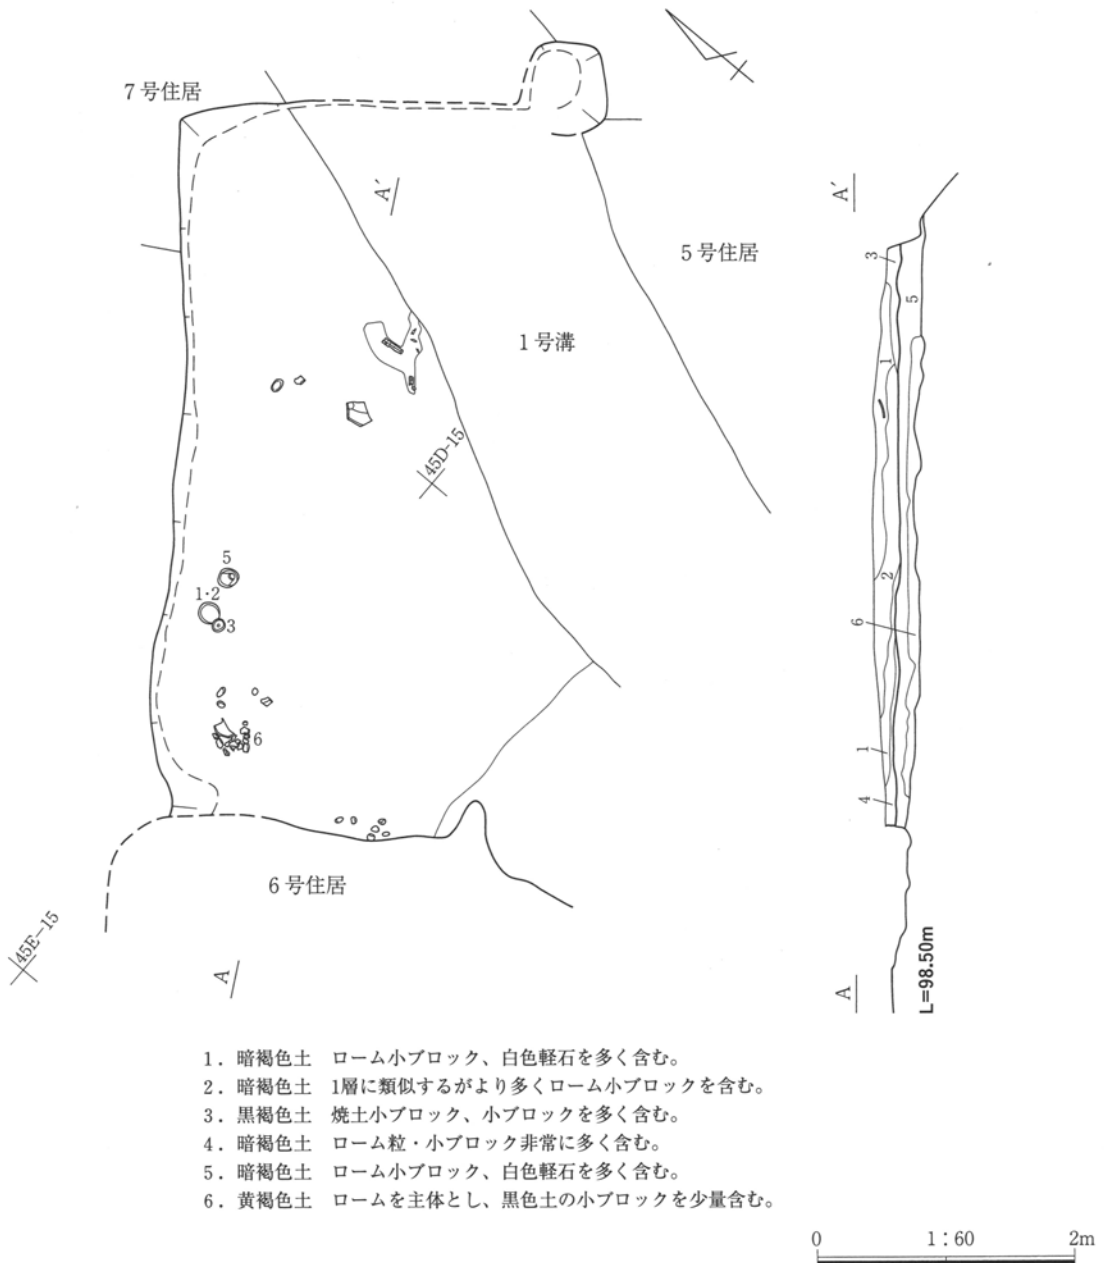 7号住居
A´
A´
5号住居
3
5
1号溝
1
45D-15
5
1・2
3
2
6
6
1
4
6号住居
45E-15
A
A
L=98.50m
1．暗褐色土　ローム小ブロック、白色軽石を多く含む。
2．暗褐色土　1層に類似するがより多くローム小ブロックを含む。
3．黒褐色土　焼土小ブロック、小ブロックを多く含む。
4．暗褐色土　ローム粒・小ブロック非常に多く含む。
5．暗褐色土　ローム小ブロック、白色軽石を多く含む。
6．黄褐色土　ロームを主体とし、黒色土の小ブロックを少量含む。
0　1：60　2m